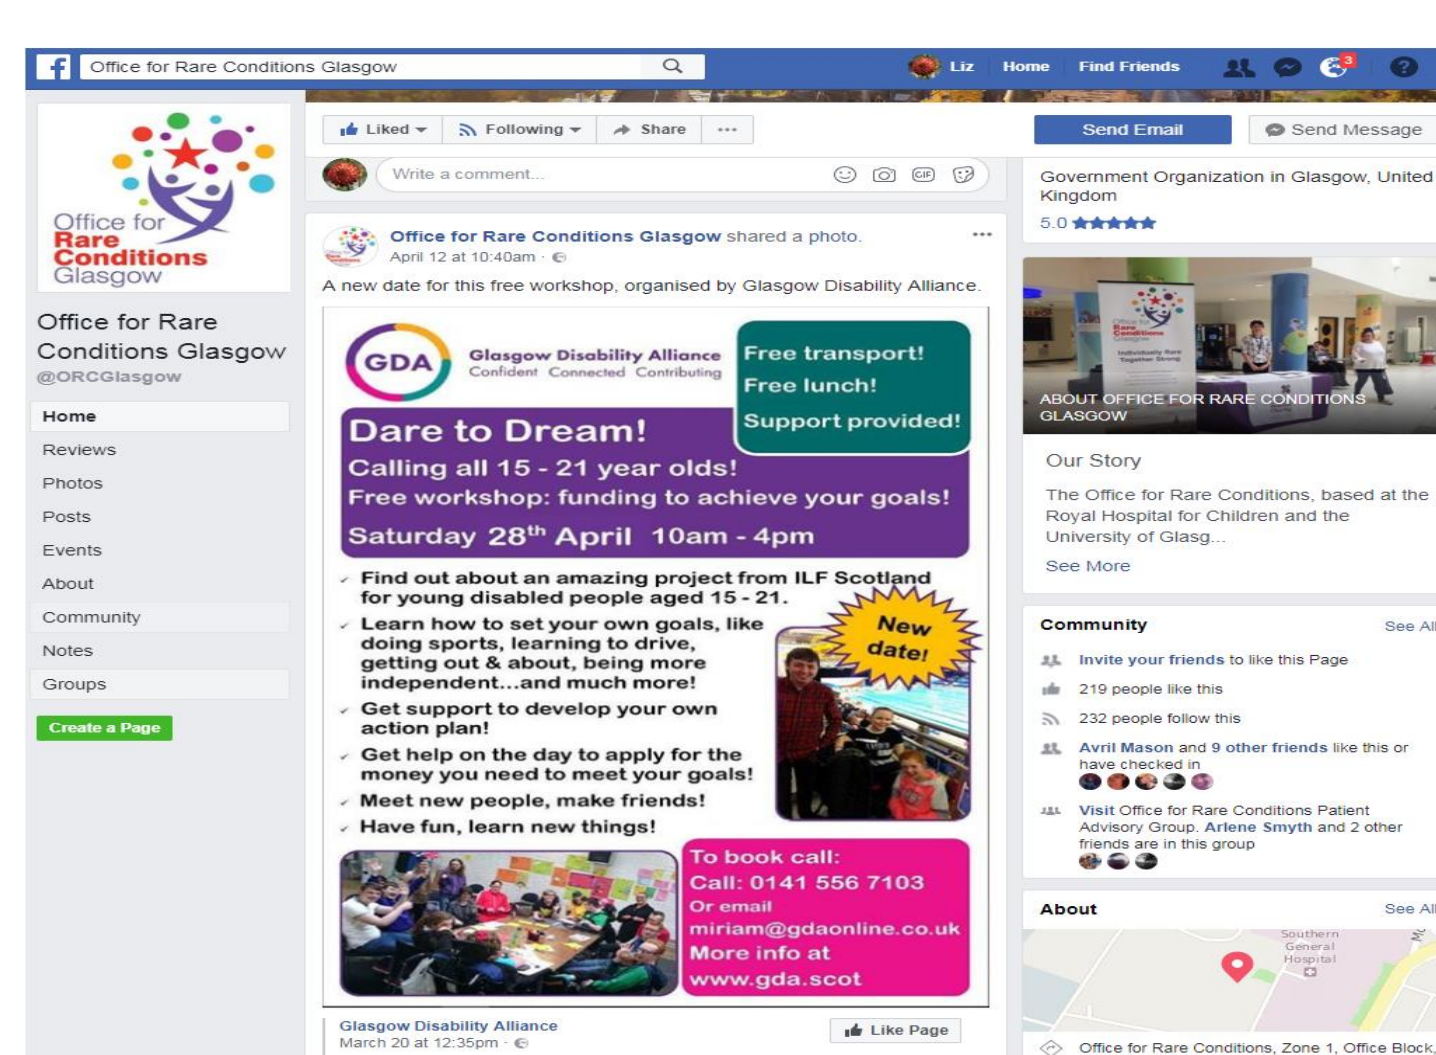 Office for Rare Conditions Glasgow
Liz
Home
Find Friends
3
?
Office for
Rare
Conditions
Glasgow
Office for Rare
Conditions Glasgow
@ORCGlasgow
Home
Reviews
Photos
Posts
Events
About
Community
Notes
Groups
Create a Page
Liked
Following
Share
Write a comment...
GIF
Office for Rare Conditions Glasgow shared a photo.
April 12 at 10:40am ·
A new date for this free workshop, organised by Glasgow Disability Alliance.
GDA
Glasgow Disability Alliance
Confident Connected Contributing
Free transport!
Free lunch!
Support provided!
Dare to Dream!
Calling all 15 - 21 year olds!
Free workshop: funding to achieve your goals!
Saturday 28th April 10am - 4pm
✓ Find out about an amazing project from ILF Scotland
for young disabled people aged 15 - 21.
✓ Learn how to set your own goals, like
doing sports, learning to drive,
getting out & about, being more
independent...and much more!
✓ Get support to develop your own
action plan!
✓ Get help on the day to apply for the
money you need to meet your goals!
✓ Meet new people, make friends!
✓ Have fun, learn new things!
New
date!
To book call:
Call: 0141 556 7103
Or email
miriam@gdaonline.co.uk
More info at
www.gda.scot
Glasgow Disability Alliance
March 20 at 12:35pm ·
Like Page
Send Email
Send Message
Government Organization in Glasgow, United
Kingdom
5.0 ★★★★★
Office for
Rare
Conditions
Glasgow
Individually Rare
Together Strong
ABOUT OFFICE FOR RARE CONDITIONS
GLASGOW
Our Story
The Office for Rare Conditions, based at the
Royal Hospital for Children and the
University of Glasg...
See More
Community
See All
Invite your friends to like this Page
219 people like this
232 people follow this
Avril Mason and 9 other friends like this or
have checked in
Visit Office for Rare Conditions Patient
Advisory Group. Arlene Smyth and 2 other
friends are in this group
About
See All
Southern
General
Hospital
Office for Rare Conditions, Zone 1, Office Block,